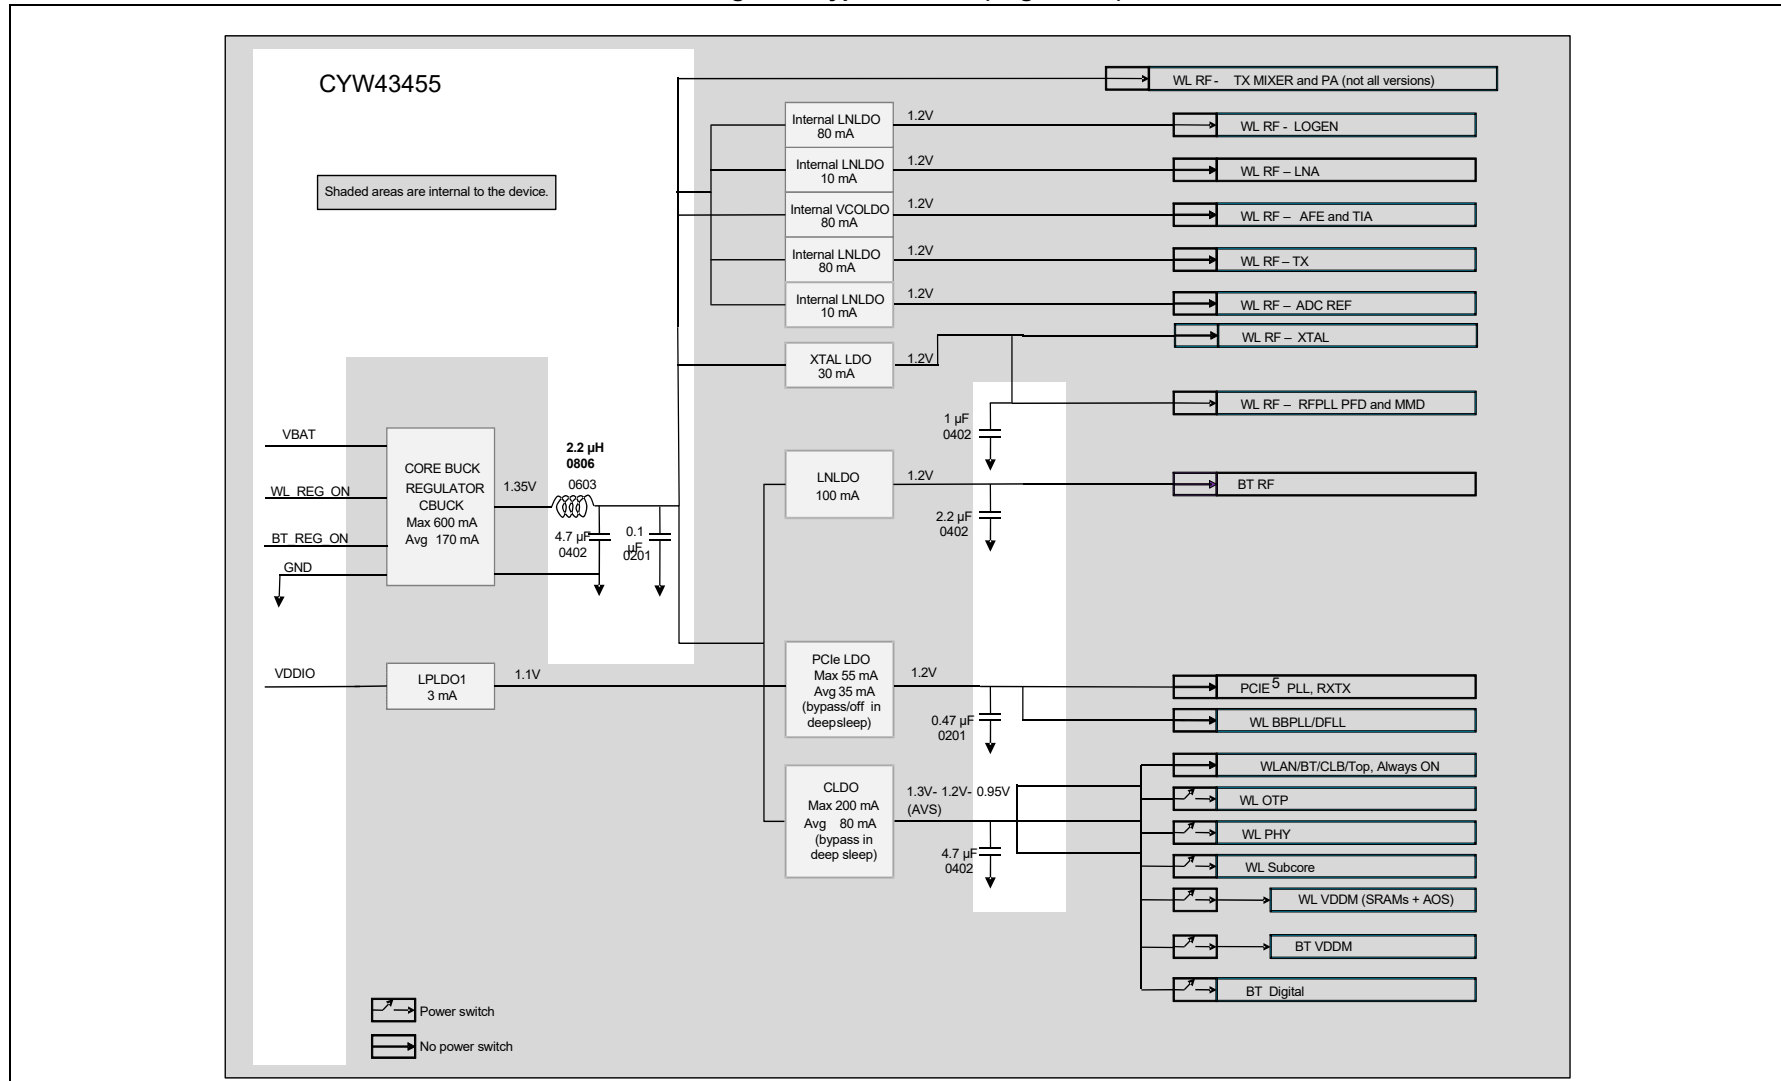 CYW43455
Shaded areas are internal to the device.
WL RF - TX MIXER and PA (not all versions)
Internal LNLDO
80 mA
1.2V
WL RF - LOGEN
Internal LNLDO
10 mA
1.2V
WL RF – LNA
Internal VCOLDO
80 mA
1.2V
WL RF – AFE and TIA
Internal LNLDO
80 mA
1.2V
WL RF – TX
Internal LNLDO
10 mA
1.2V
WL RF – ADC REF
XTAL LDO
30 mA
1.2V
WL RF – XTAL
WL RF – RFPLL PFD and MMD
1 µF
0402
VBAT
WL_REG_ON
BT_REG_ON
GND
CORE BUCK
REGULATOR
CBUCK
Max 600 mA
Avg 170 mA
1.35V
2.2 µH
0806
0603
4.7 µF
0402
0.1
µF
0201
LNLDO
100 mA
1.2V
2.2 µF
0402
BT RF
VDDIO
LPLDO1
3 mA
1.1V
PCIe LDO
Max 55 mA
Avg 35 mA
(bypass/off in
deepsleep)
1.2V
0.47 µF
0201
PCIE 5 PLL, RXTX
WL BBPLL/DFLL
CLDO
Max 200 mA
Avg 80 mA
(bypass in
deep sleep)
1.3V- 1.2V- 0.95V
(AVS)
4.7 µF
0402
WLAN/BT/CLB/Top, Always ON
WL OTP
WL PHY
WL Subcore
WL VDDM (SRAMs + AOS)
BT VDDM
BT Digital
Power switch
No power switch